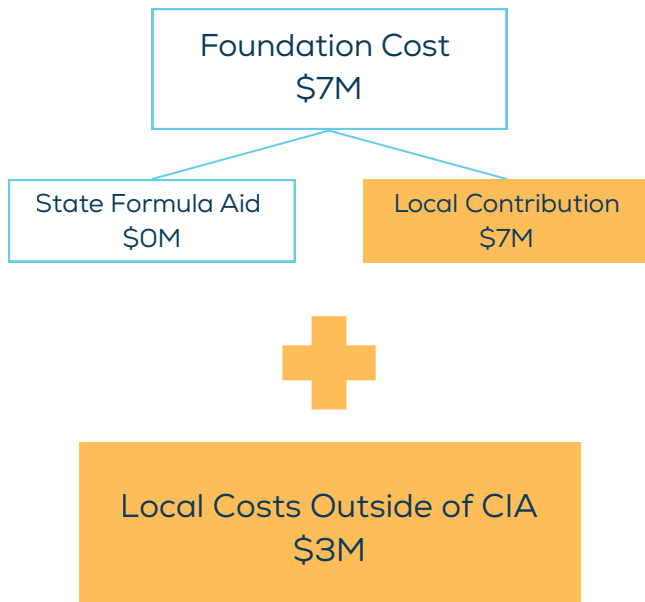 Foundation Cost
$7M
State Formula Aid
$0M
Local Contribution
$7M
Local Costs Outside of CIA
$3M